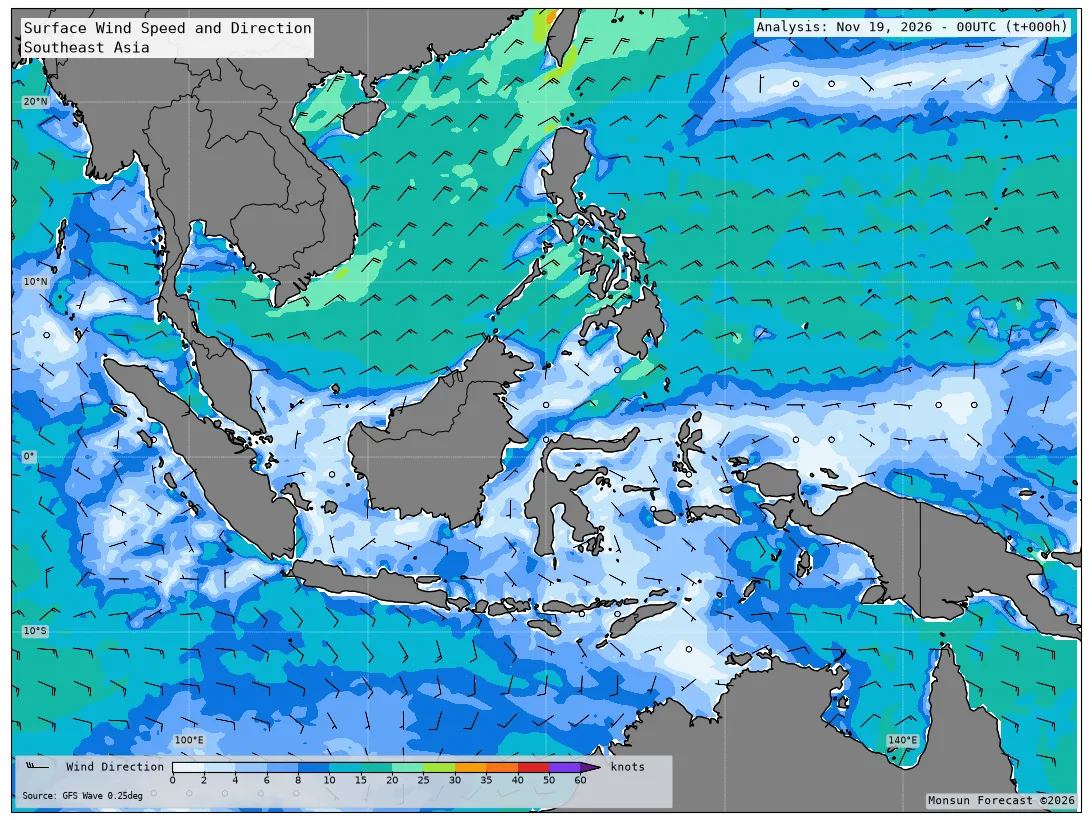 Surface Wind Speed and Direction
Southeast Asia
Analysis: Nov 19, 2026 - 00UTC (t+000h)
20°N
10°N
0°
10°S
100°E
140°E
Wind Direction
0 2 4 6 8 10 15 20 25 30 35 40 50 60
knots
Source: GFS Wave 0.25deg
Monsun Forecast ©2026